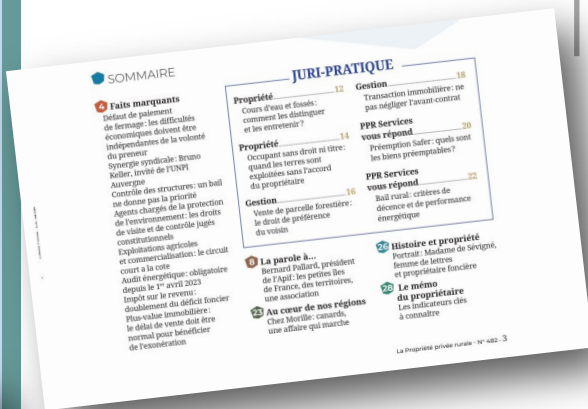 SOMMAIRE
4 Faits marquants
Défaut de paiement
de fermage : les difficultés
économiques doivent être
indépendantes de la volonté
du preneur
Synergie syndicale : Bruno
Keller, invité de l'UNPI
Auvergne
Contrôle des structures : un bail
ne donne pas la priorité
Agents chargés de la protection
de l'environnement : les droits
de visite et de contrôle jugés
constitutionnels
Exploitations agricoles
et commercialisation : le circuit
court a la cote
Audit énergétique : obligatoire
depuis le 1er avril 2023
Impôt sur le revenu :
doublement du déficit foncier
Plus-value immobilière :
le délai de vente doit être
normal pour bénéficier
de l'exonération
JURI-PRATIQUE
Propriété 12
Cours d'eau et fossés :
comment les distinguer
et les entretenir ?
Propriété 14
Occupant sans droit ni titre :
quand les terres sont
exploitées sans l'accord
du propriétaire
Gestion 16
Vente de parcelle forestière :
le droit de préférence
du voisin
Gestion 18
Transaction immobilière : ne
pas négliger l'avant-contrat
PPR Services
vous répond 20
Préemption Safer : quels sont
les biens préemptables ?
PPR Services
vous répond 22
Bail rural : critères de
décence et de performance
énergétique
8 La parole à...
Bernard Pallard, président
de l'Apif : les petites îles
de France, des territoires,
une association
23 Au cœur de nos régions
Chez Morille : canards,
une affaire qui marche
26 Histoire et propriété
Portrait : Madame de Sévigné,
femme de lettres
et propriétaire foncière
28 Le mémo
du propriétaire
Les indicateurs clés
à connaître
La Propriété privée rurale - N° 482 - 3